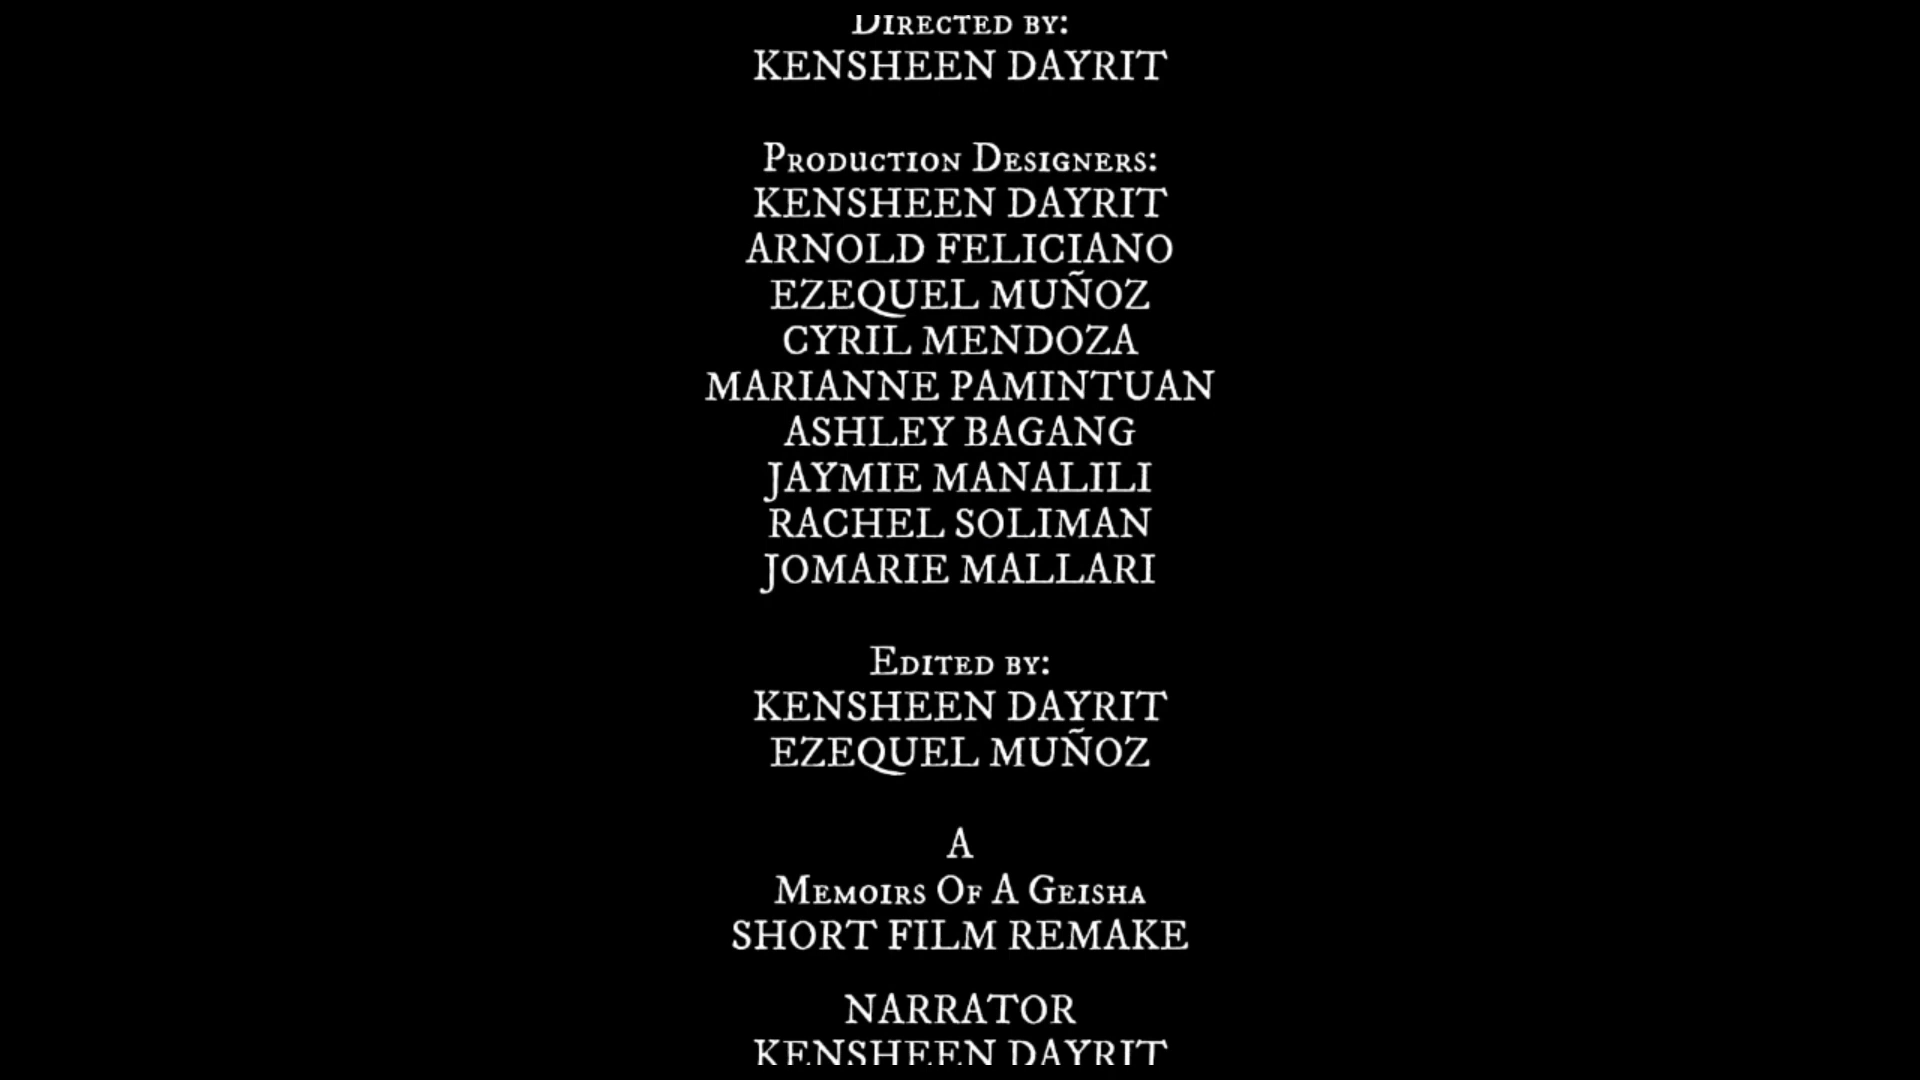 Directed by:
KENSHEEN DAYRIT
Production Designers:
KENSHEEN DAYRIT
ARNOLD FELICIANO
EZEQUEL MUÑOZ
CYRIL MENDOZA
MARIANNE PAMINTUAN
ASHLEY BAGANG
JAYMIE MANALILI
RACHEL SOLIMAN
JOMARIE MALLARI
Edited by:
KENSHEEN DAYRIT
EZEQUEL MUÑOZ
A
Memoirs Of A Geisha
SHORT FILM REMAKE
NARRATOR
KENSHEEN DAYRIT